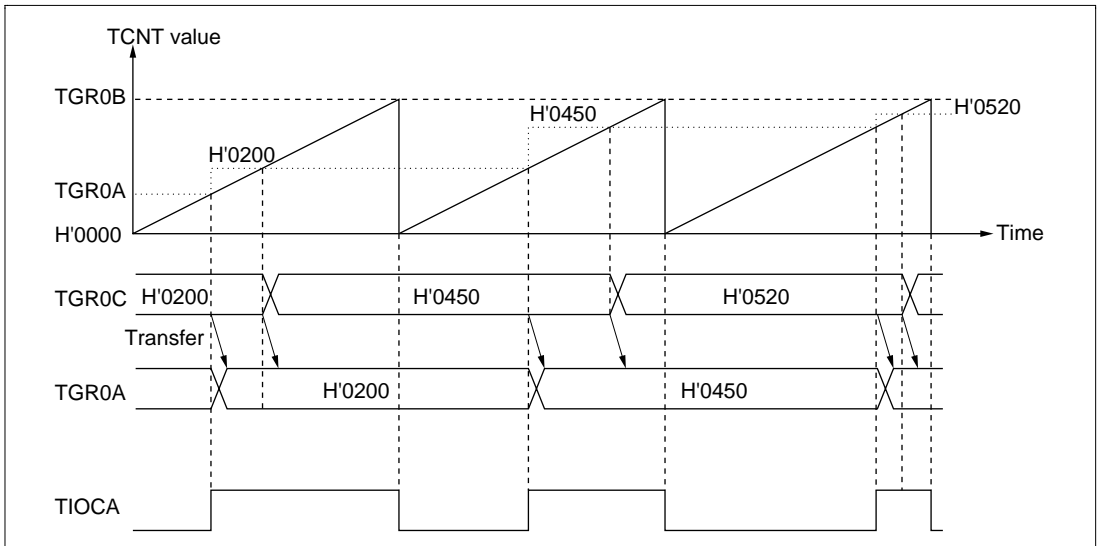 TCNT value
TGR0B
H'0520
H'0450
H'0200
TGR0A
H'0000
Time
TGR0C
H'0200
H'0450
H'0520
Transfer
TGR0A
H'0200
H'0450
TIOCA